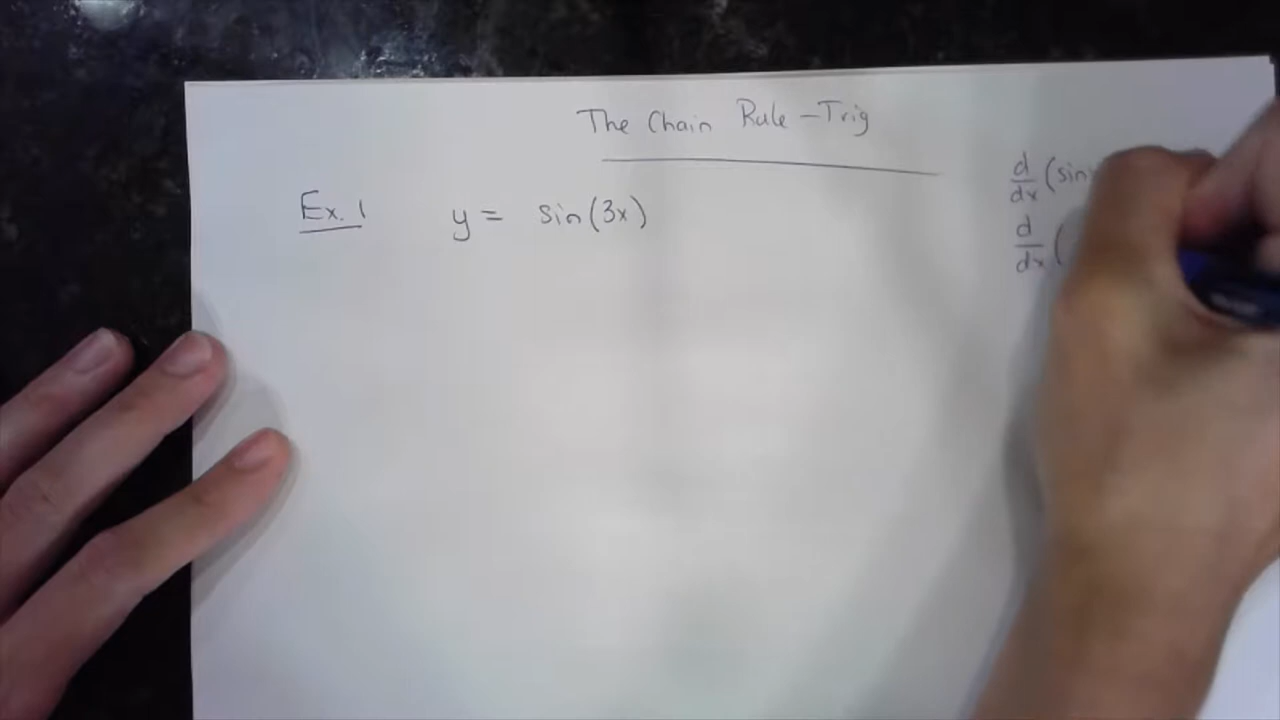 The Chain Rule - Trig
Ex. 1 y = sin(3x)
d/dx (sin
d/dx (